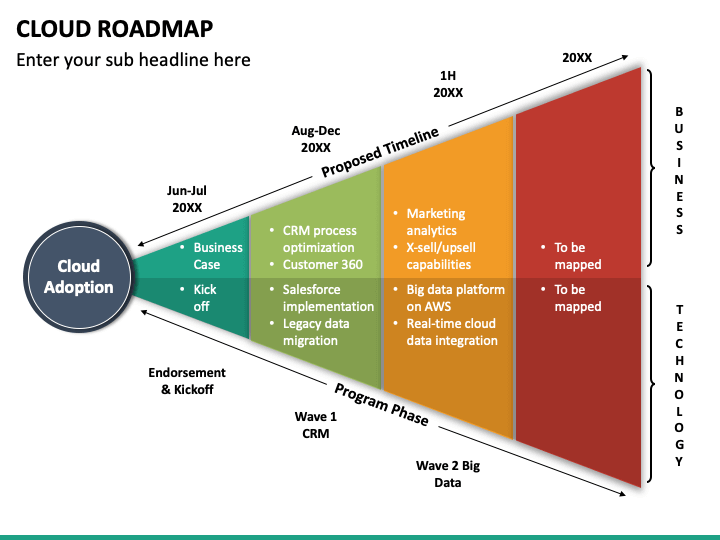 CLOUD ROADMAP
Enter your sub headline here
Jun-Jul
20XX
Aug-Dec
20XX
1H
20XX
20XX
Proposed Timeline
Cloud
Adoption
• Business
Case
• CRM process
optimization
• Customer 360
• Marketing
analytics
• X-sell/upsell
capabilities
• To be
mapped
BUSINESS
• Kick
off
• Salesforce
implementation
• Legacy data
migration
• Big data platform
on AWS
• Real-time cloud
data integration
• To be
mapped
TECHNOLOGY
Program Phase
Endorsement
& Kickoff
Wave 1
CRM
Wave 2 Big
Data